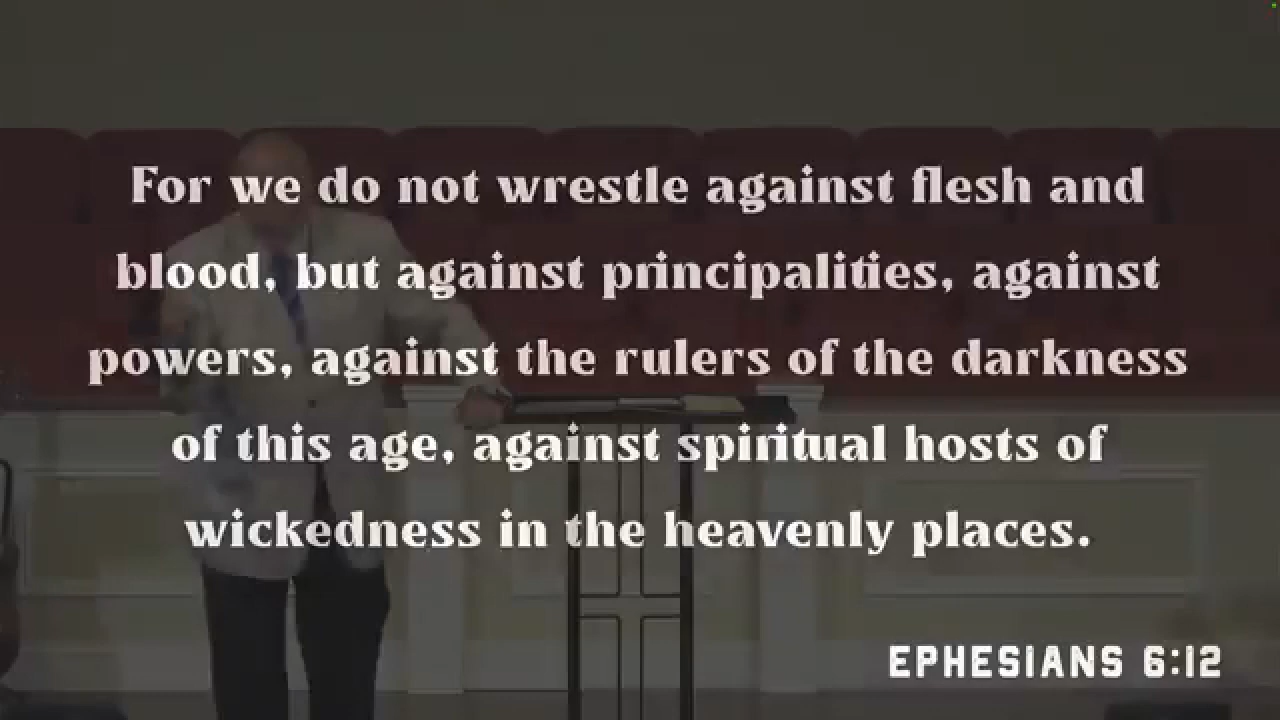 For we do not wrestle against flesh and
blood, but against principalities, against
powers, against the rulers of the darkness
of this age, against spiritual hosts of
wickedness in the heavenly places.
EPHESIANS 6:12